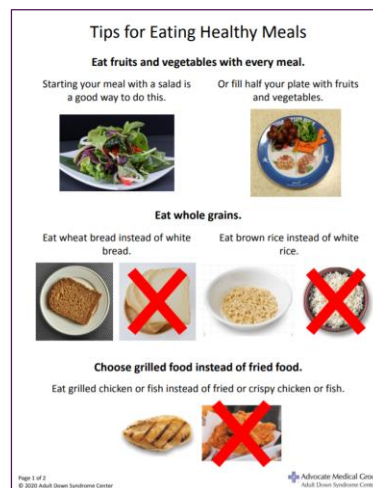 Tips for Eating Healthy Meals
Eat fruits and vegetables with every meal.
Starting your meal with a salad is
a good way to do this.
Or fill half your plate with fruits
and vegetables.
Eat whole grains.
Eat wheat bread instead of white
bread.
Eat brown rice instead of white
rice.
Choose grilled food instead of fried food.
Eat grilled chicken or fish instead of fried or crispy chicken or fish.
Page 1 of 2
© 2020 Adult Down Syndrome Center
Advocate Medical Grou
Adult Down Syndrome Center